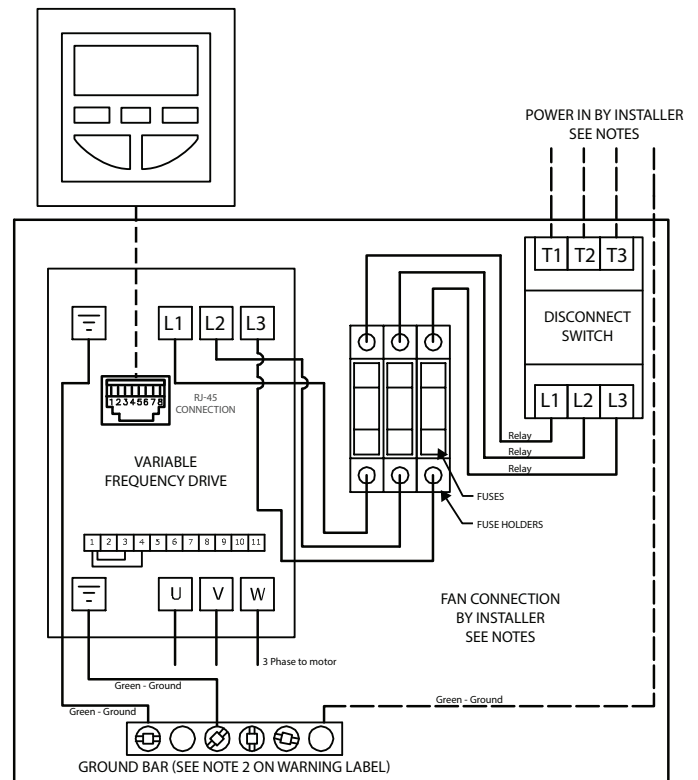 POWER IN BY INSTALLER
SEE NOTES
T1 T2 T3
DISCONNECT
SWITCH
L1 L2 L3
L1 L2 L3
12345678
RJ-45
CONNECTION
Relay
Relay
Relay
VARIABLE
FREQUENCY DRIVE
FUSES
FUSE HOLDERS
1 2 3 4 5 6 7 8 9 10 11
U V W
FAN CONNECTION
BY INSTALLER
SEE NOTES
3 Phase to motor
Green - Ground
Green - Ground
Green - Ground
GROUND BAR (SEE NOTE 2 ON WARNING LABEL)